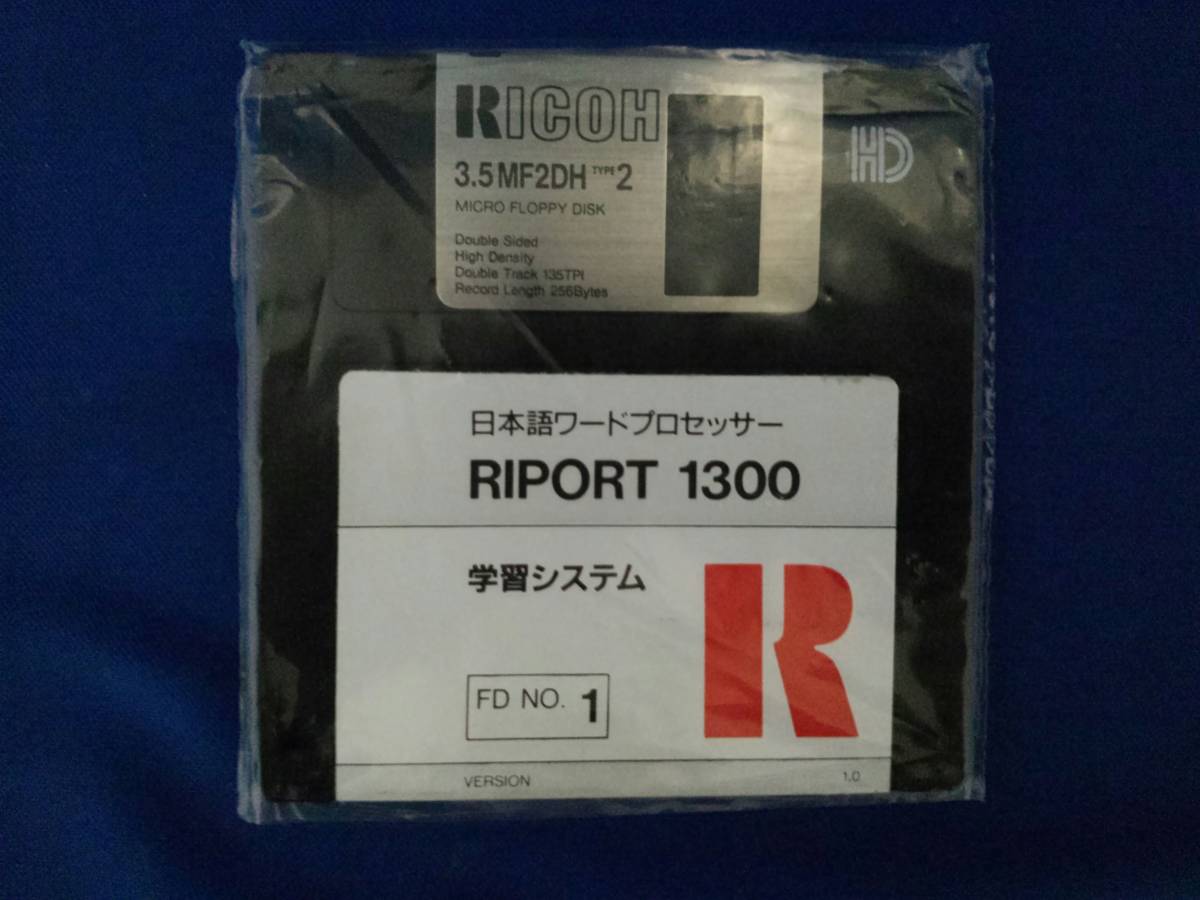 RICOH
3.5MF2DH TYPE 2
MICRO FLOPPY DISK
Double Sided
High Density
Double Track 135TPI
Record Length 256Bytes
HD
日本語ワードプロセッサー
RIPORT 1300
学習システム
R
FD NO. 1
VERSION 1.0